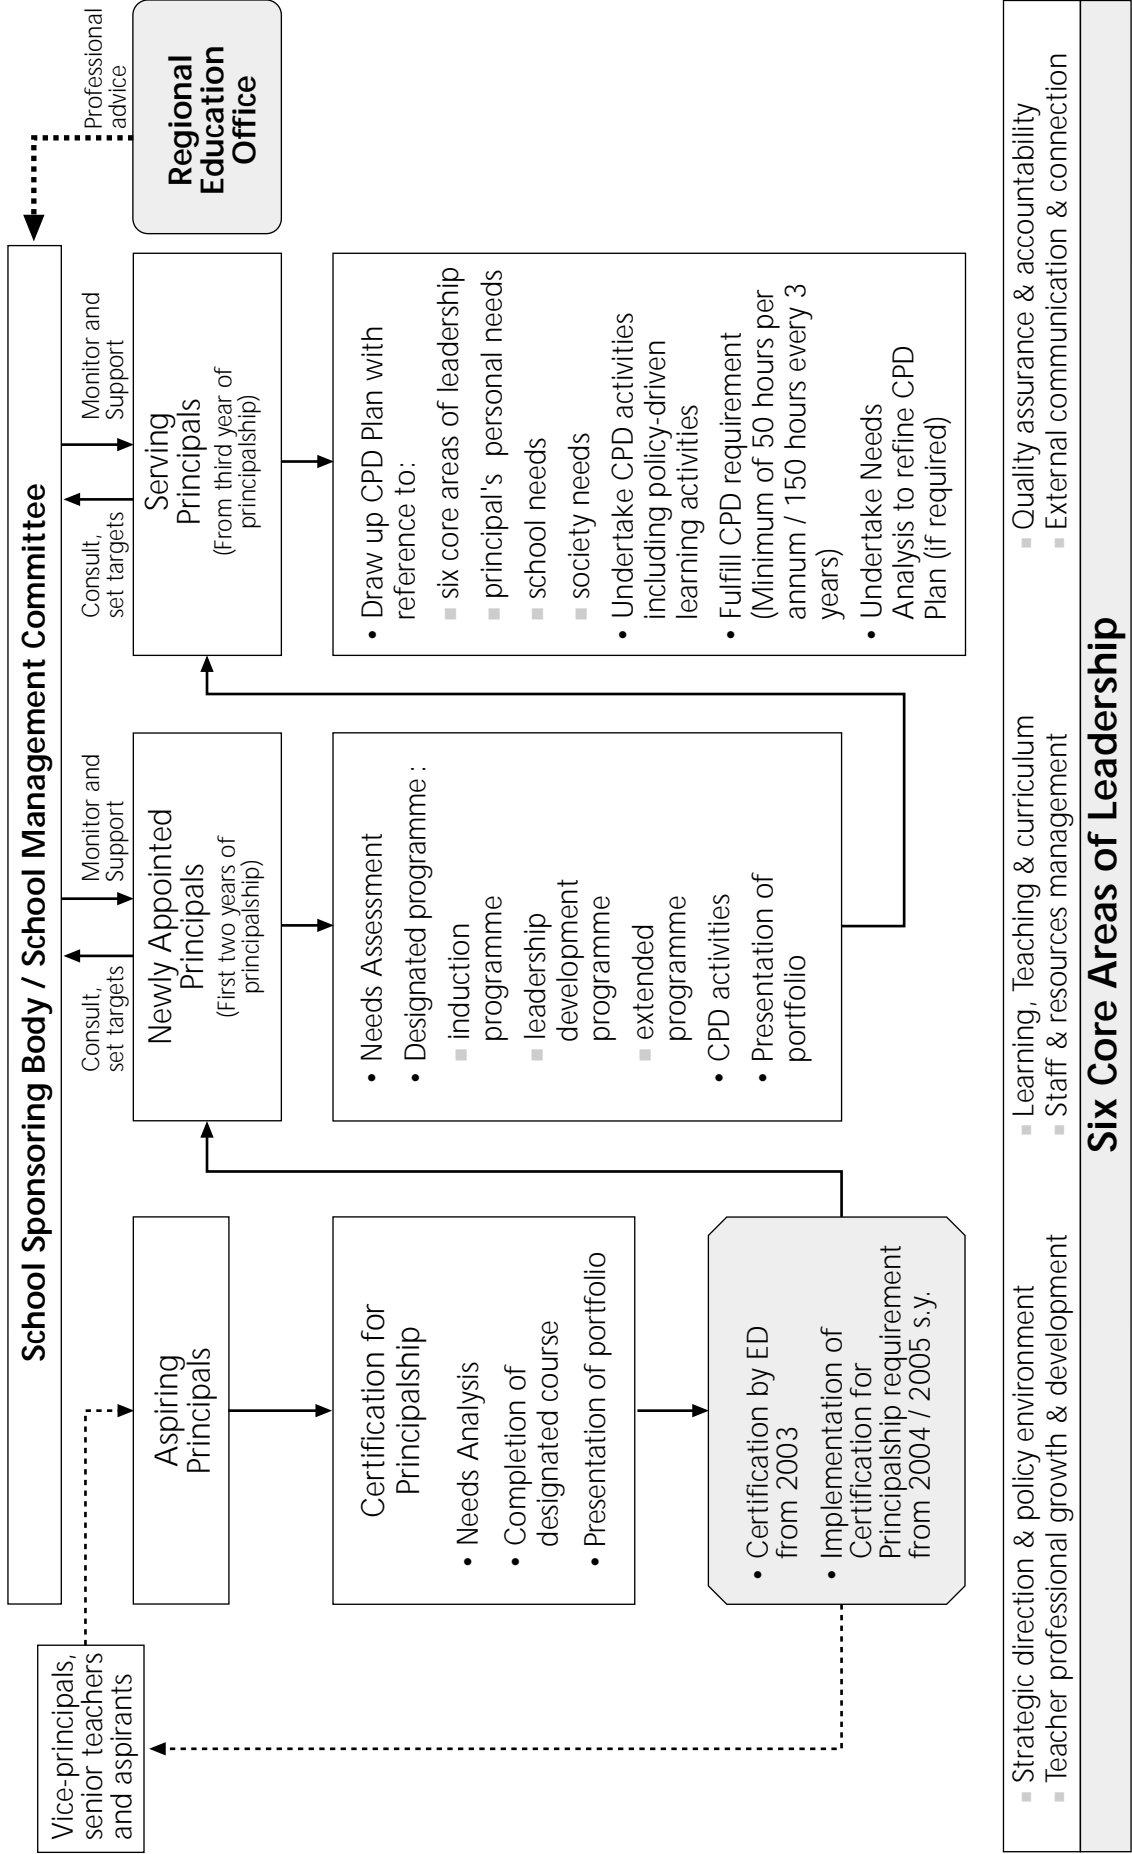 School Sponsoring Body / School Management Committee
Professional
advice
Regional
Education
Office
Vice-principals,
senior teachers
and aspirants
Aspiring
Principals
Certification for
Principalship
• Needs Analysis
• Completion of
designated course
• Presentation of portfolio
• Certification by ED
from 2003
• Implementation of
Certification for
Principalship requirement
from 2004 / 2005 s.y.
Consult,
set targets
Monitor and
Support
Newly Appointed
Principals
(First two years of
principalship)
• Needs Assessment
• Designated programme :
■ induction
programme
■ leadership
development
programme
■ extended
programme
• CPD activities
• Presentation of
portfolio
Consult,
set targets
Monitor and
Support
Serving
Principals
(From third year of
principalship)
• Draw up CPD Plan with
reference to:
■ six core areas of leadership
■ principal's personal needs
■ school needs
■ society needs
• Undertake CPD activities
including policy-driven
learning activities
• Fulfill CPD requirement
(Minimum of 50 hours per
annum / 150 hours every 3
years)
• Undertake Needs
Analysis to refine CPD
Plan (if required)
■ Strategic direction & policy environment
■ Teacher professional growth & development
■ Learning, Teaching & curriculum
■ Staff & resources management
■ Quality assurance & accountability
■ External communication & connection
Six Core Areas of Leadership